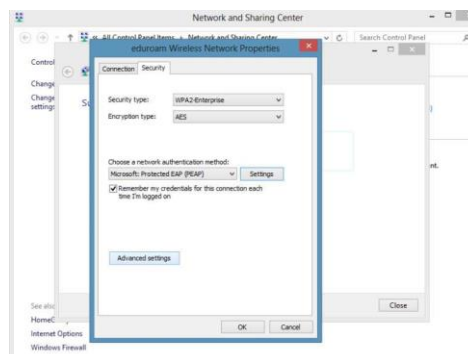 Network and Sharing Center
All Control Panel Items
Network and Sharing Center
Search Control Panel
eduroam Wireless Network Properties
Connection
Security
Security type:
WPA2-Enterprise
Encryption type:
AES
Choose a network authentication method:
Microsoft: Protected EAP (PEAP)
Settings
Remember my credentials for this connection each
time I'm logged on
Advanced settings
OK
Cancel
Close
Control
Change
Change
settings
See also
Internet Options
Windows Firewall